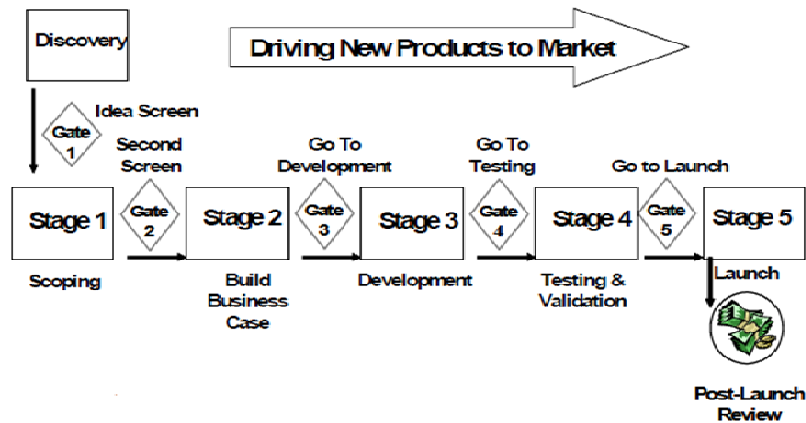 Discovery
Driving New Products to Market
Idea Screen
Gate
1
Second
Screen
Go To
Development
Go To
Testing
Go to Launch
Stage 1
Gate
2
Stage 2
Gate
3
Stage 3
Gate
4
Stage 4
Gate
5
Stage 5
Scoping
Build
Business
Case
Development
Testing &
Validation
Launch
Post-Launch
Review